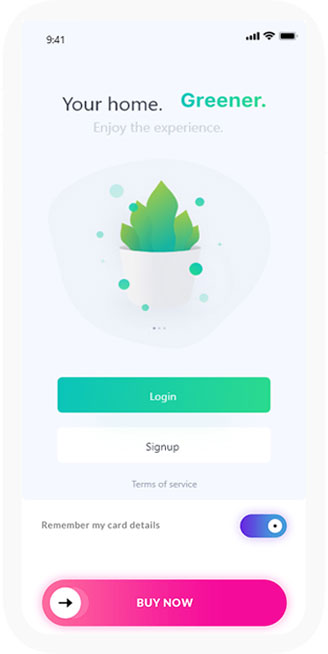 9:41
Your home. Greener.
Enjoy the experience.
Login
Signup
Terms of service
Remember my card details
BUY NOW